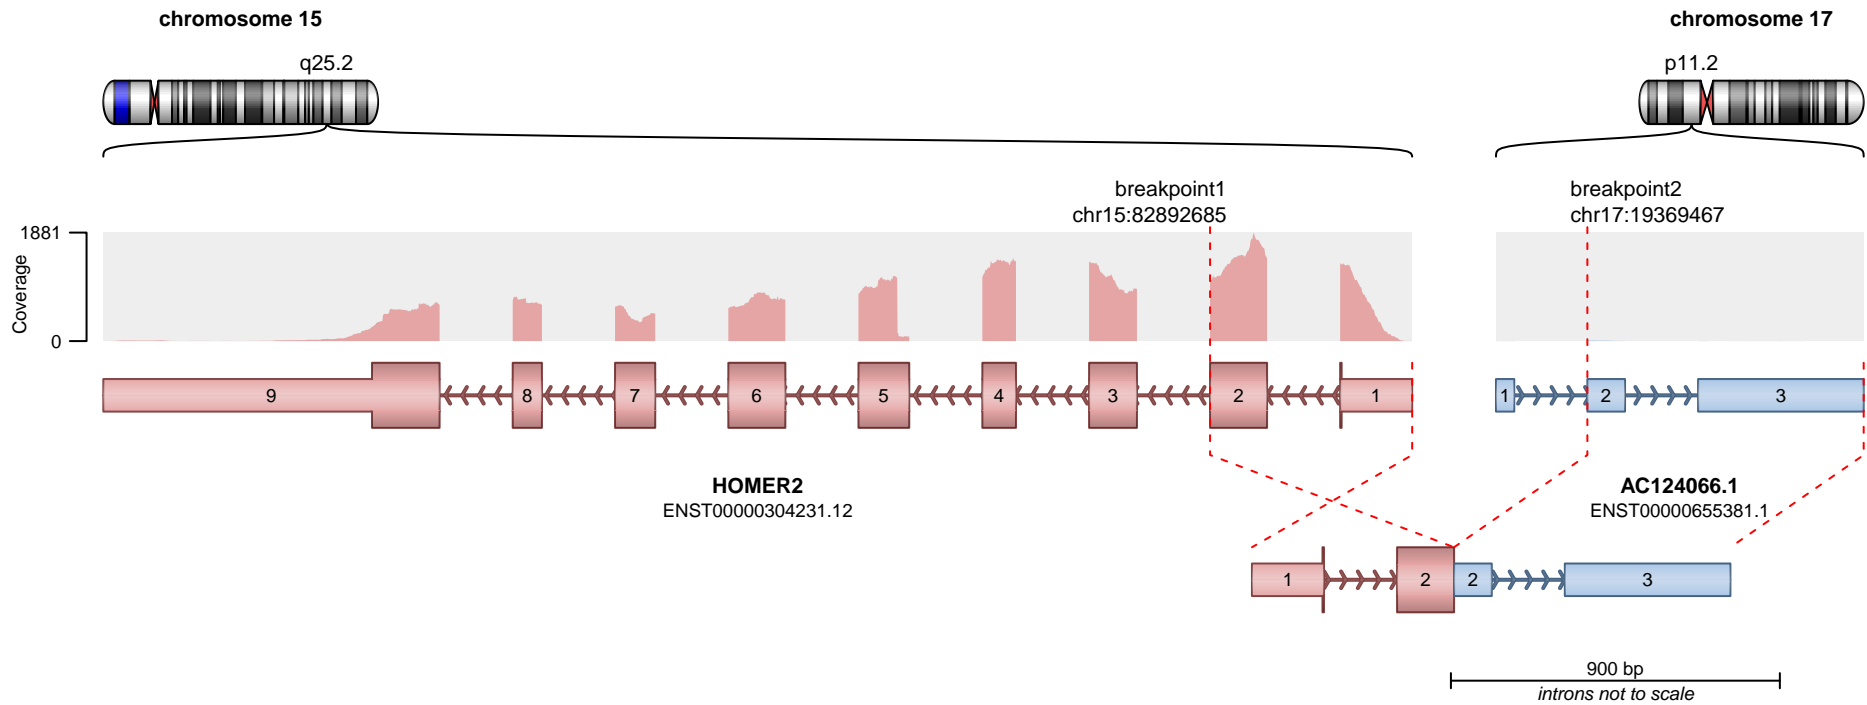 chromosome 15
chromosome 17
q25.2
p11.2
breakpoint1
chr15:82892685
breakpoint2
chr17:19369467
1881
0
Coverage
9 8 7 6 5 4 3 2 1
1 2 3
HOMER2
ENST00000304231.12
AC124066.1
ENST00000655381.1
1 2 2 3
900 bp
introns not to scale